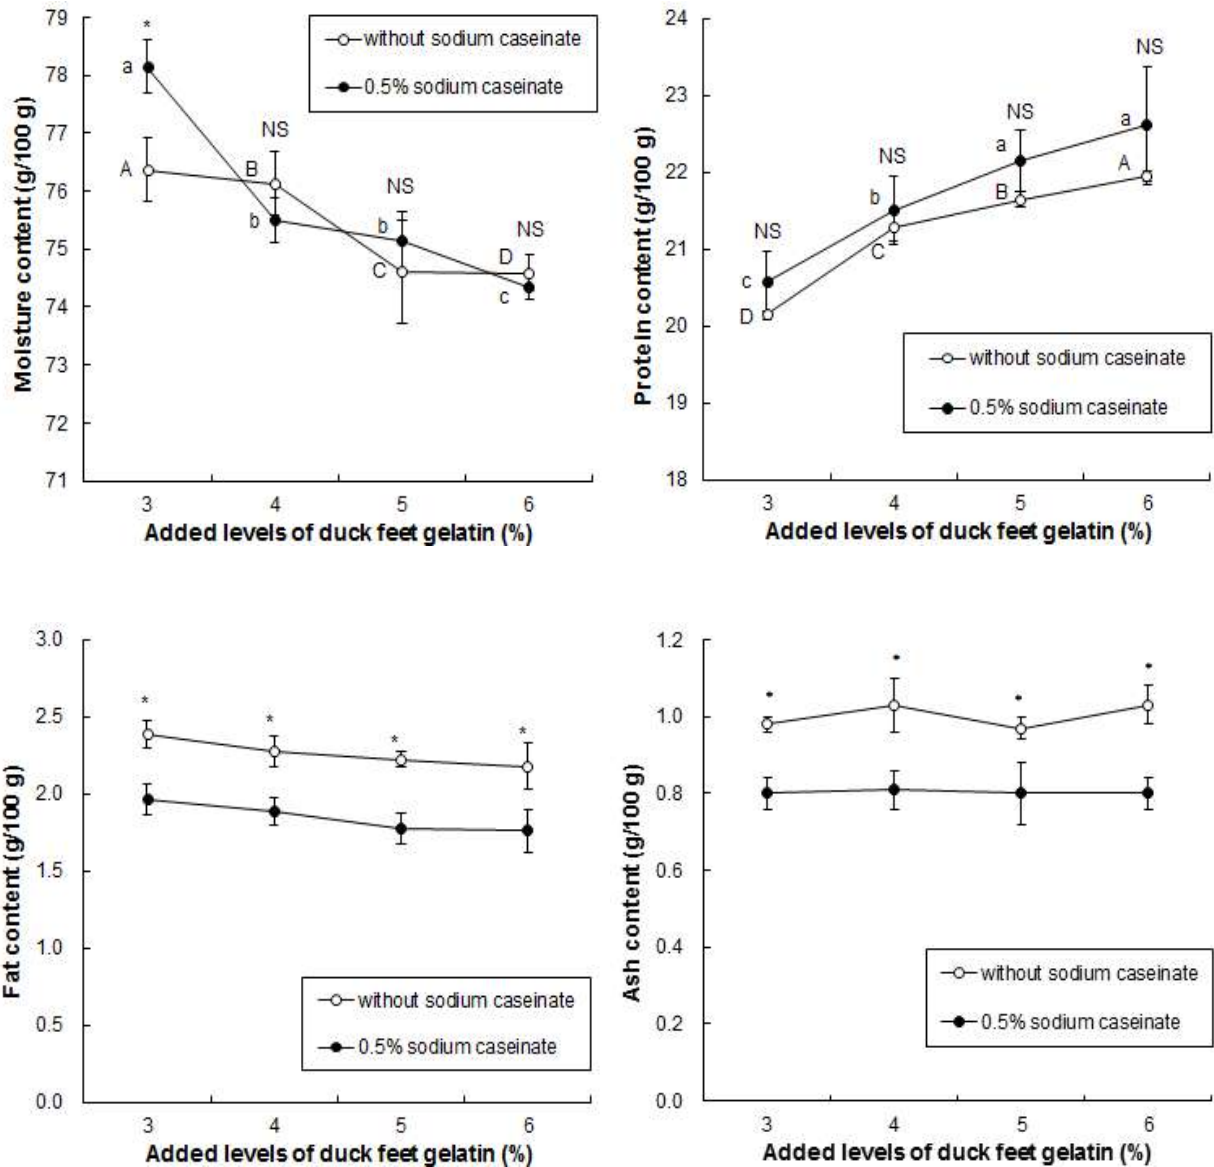 79
78
77
76
75
74
73
72
71
Moisture content (g/100 g)
without sodium caseinate
0.5% sodium caseinate
*
a
A
NS
B
b
NS
b
C
NS
D
c
3 4 5 6
Added levels of duck feet gelatin (%)
24
23
22
21
20
19
18
Protein content (g/100 g)
NS
c
D
NS
b
C
NS
a
B
NS
a
A
without sodium caseinate
0.5% sodium caseinate
3 4 5 6
Added levels of duck feet gelatin (%)
3.0
2.5
2.0
1.5
1.0
0.5
0.0
Fat content (g/100 g)
* * * *
without sodium caseinate
0.5% sodium caseinate
3 4 5 6
Added levels of duck feet gelatin (%)
1.2
1.0
0.8
0.6
0.4
0.2
0.0
Ash content (g/100 g)
* * * *
without sodium caseinate
0.5% sodium caseinate
3 4 5 6
Added levels of duck feet gelatin (%)